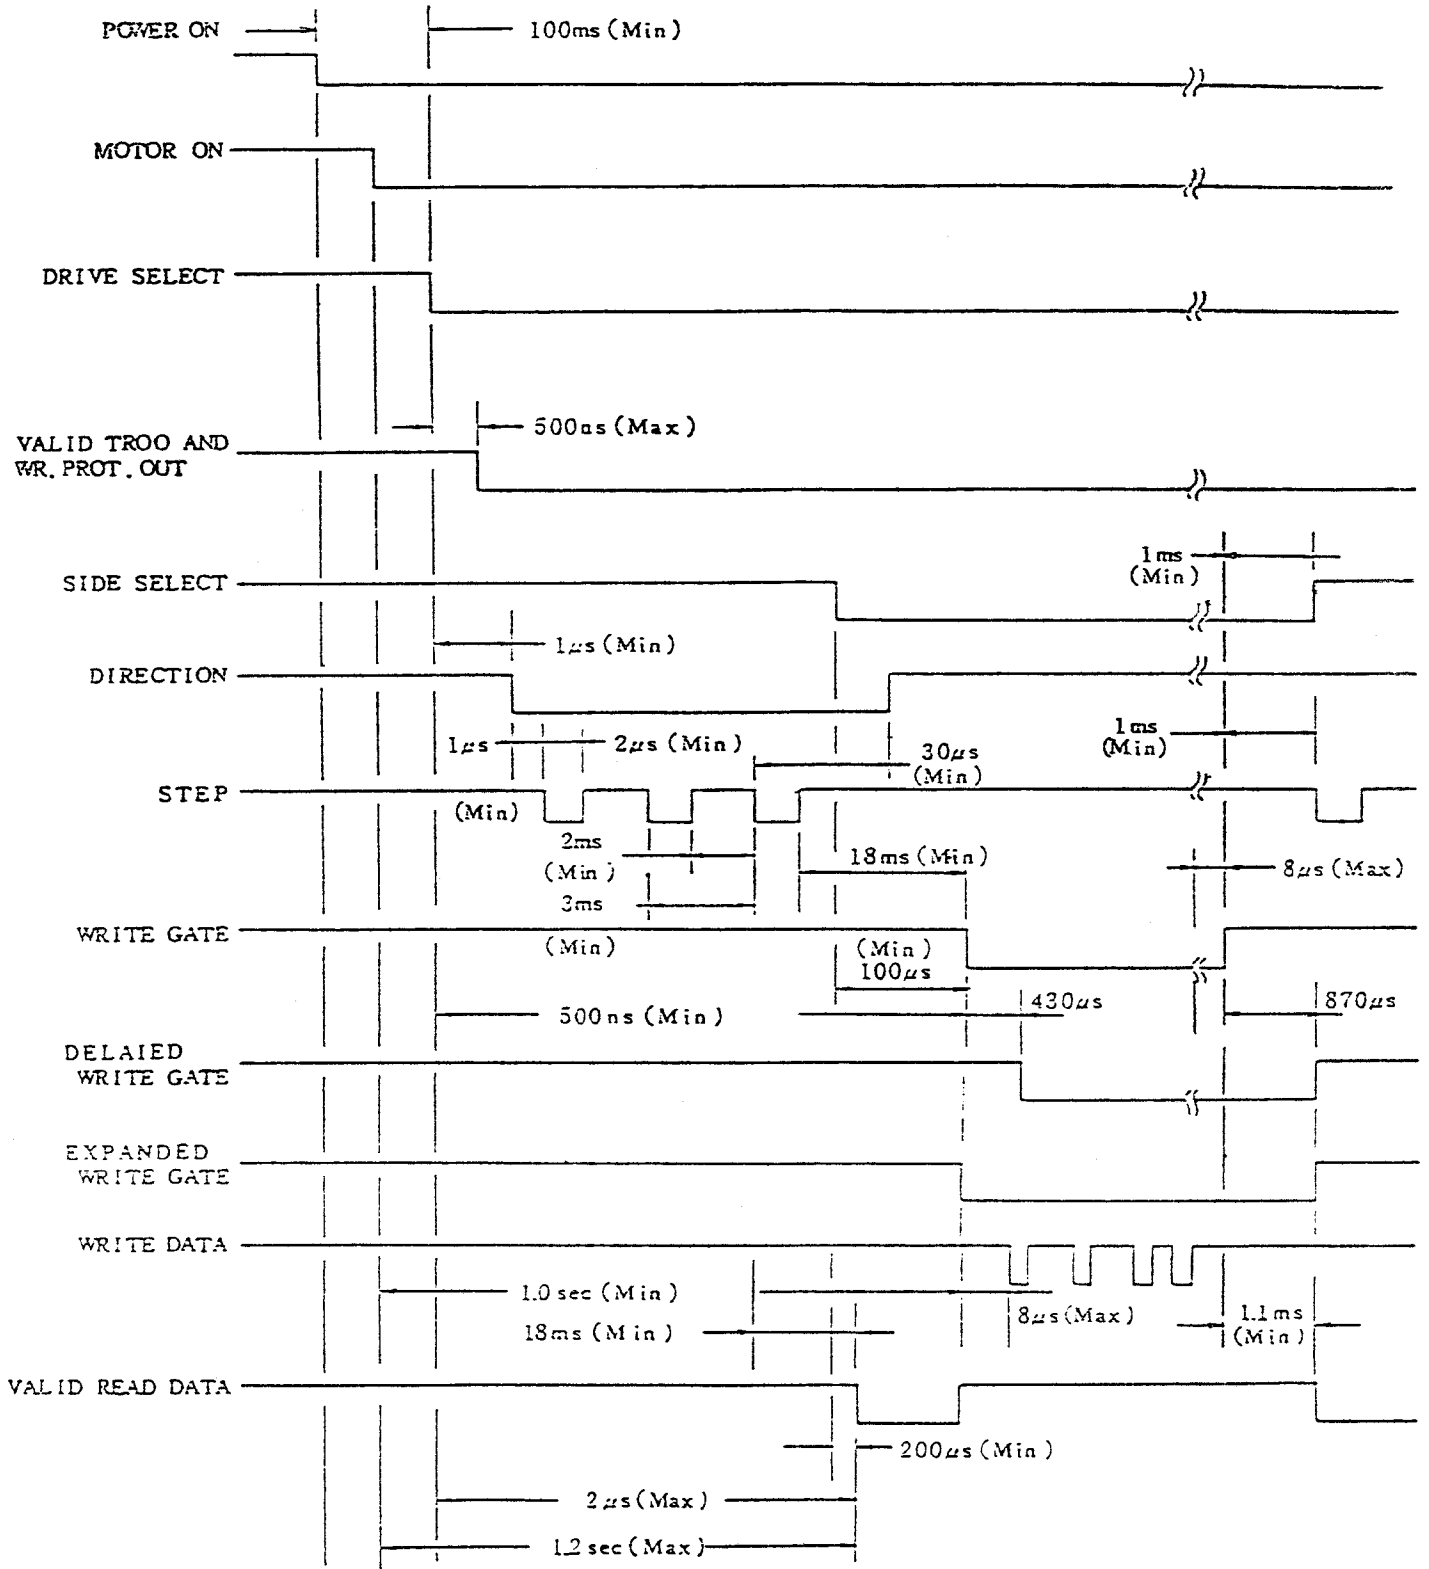 POWER ON
100ms (Min)
MOTOR ON
DRIVE SELECT
500ns (Max)
VALID TROO AND
WR. PROT. OUT
1ms
(Min)
SIDE SELECT
1μs (Min)
DIRECTION
1μs
2μs (Min)
30μs
(Min)
1ms
(Min)
STEP
(Min)
2ms
(Min)
18ms (Min)
8μs (Max)
3ms
WRITE GATE
(Min)
(Min)
100μs
430μs
870μs
500ns (Min)
DELAIED
WRITE GATE
EXPANDED
WRITE GATE
WRITE DATA
1.0 sec (Min)
8μs (Max)
1.1ms
(Min)
18ms (Min)
VALID READ DATA
200μs (Min)
2μs (Max)
1.2 sec (Max)